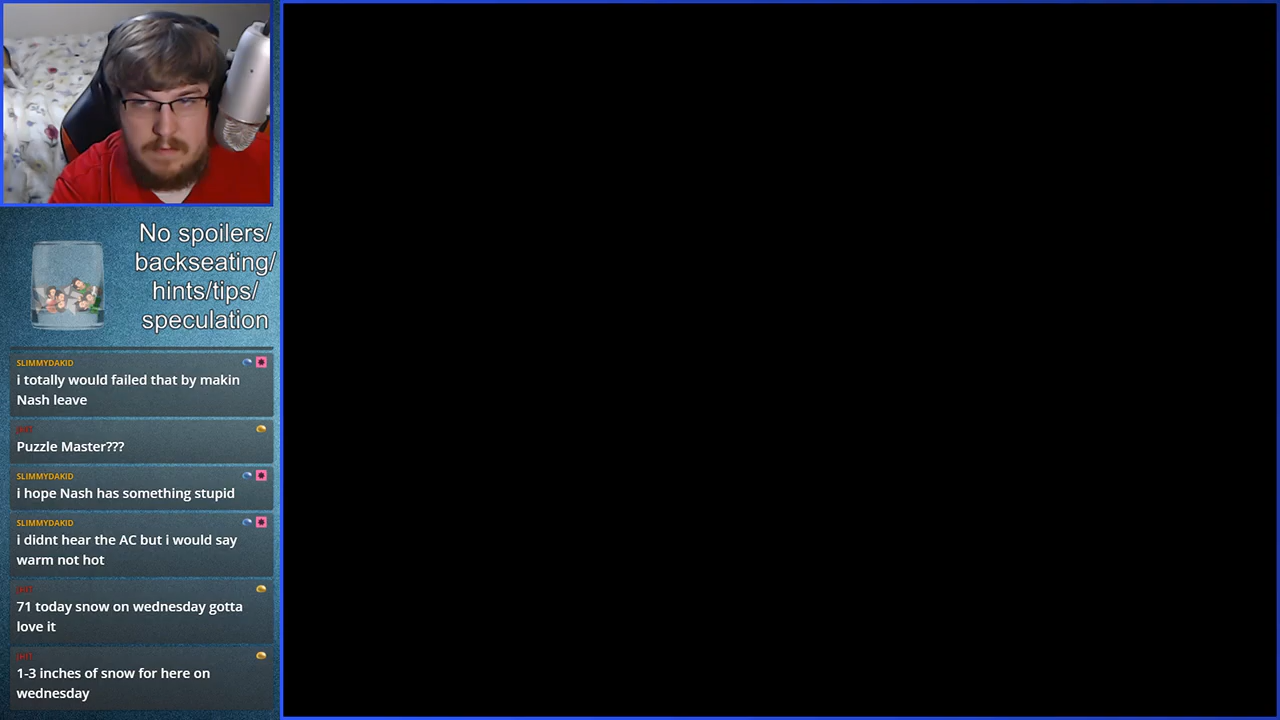 No spoilers/
backseating/
hints/tips/
speculation
SLIMMYDAKID
i totally would failed that by makin
Nash leave
Puzzle Master???
SLIMMYDAKID
i hope Nash has something stupid
SLIMMYDAKID
i didnt hear the AC but i would say
warm not hot
71 today snow on wednesday gotta
love it
1-3 inches of snow for here on
wednesday